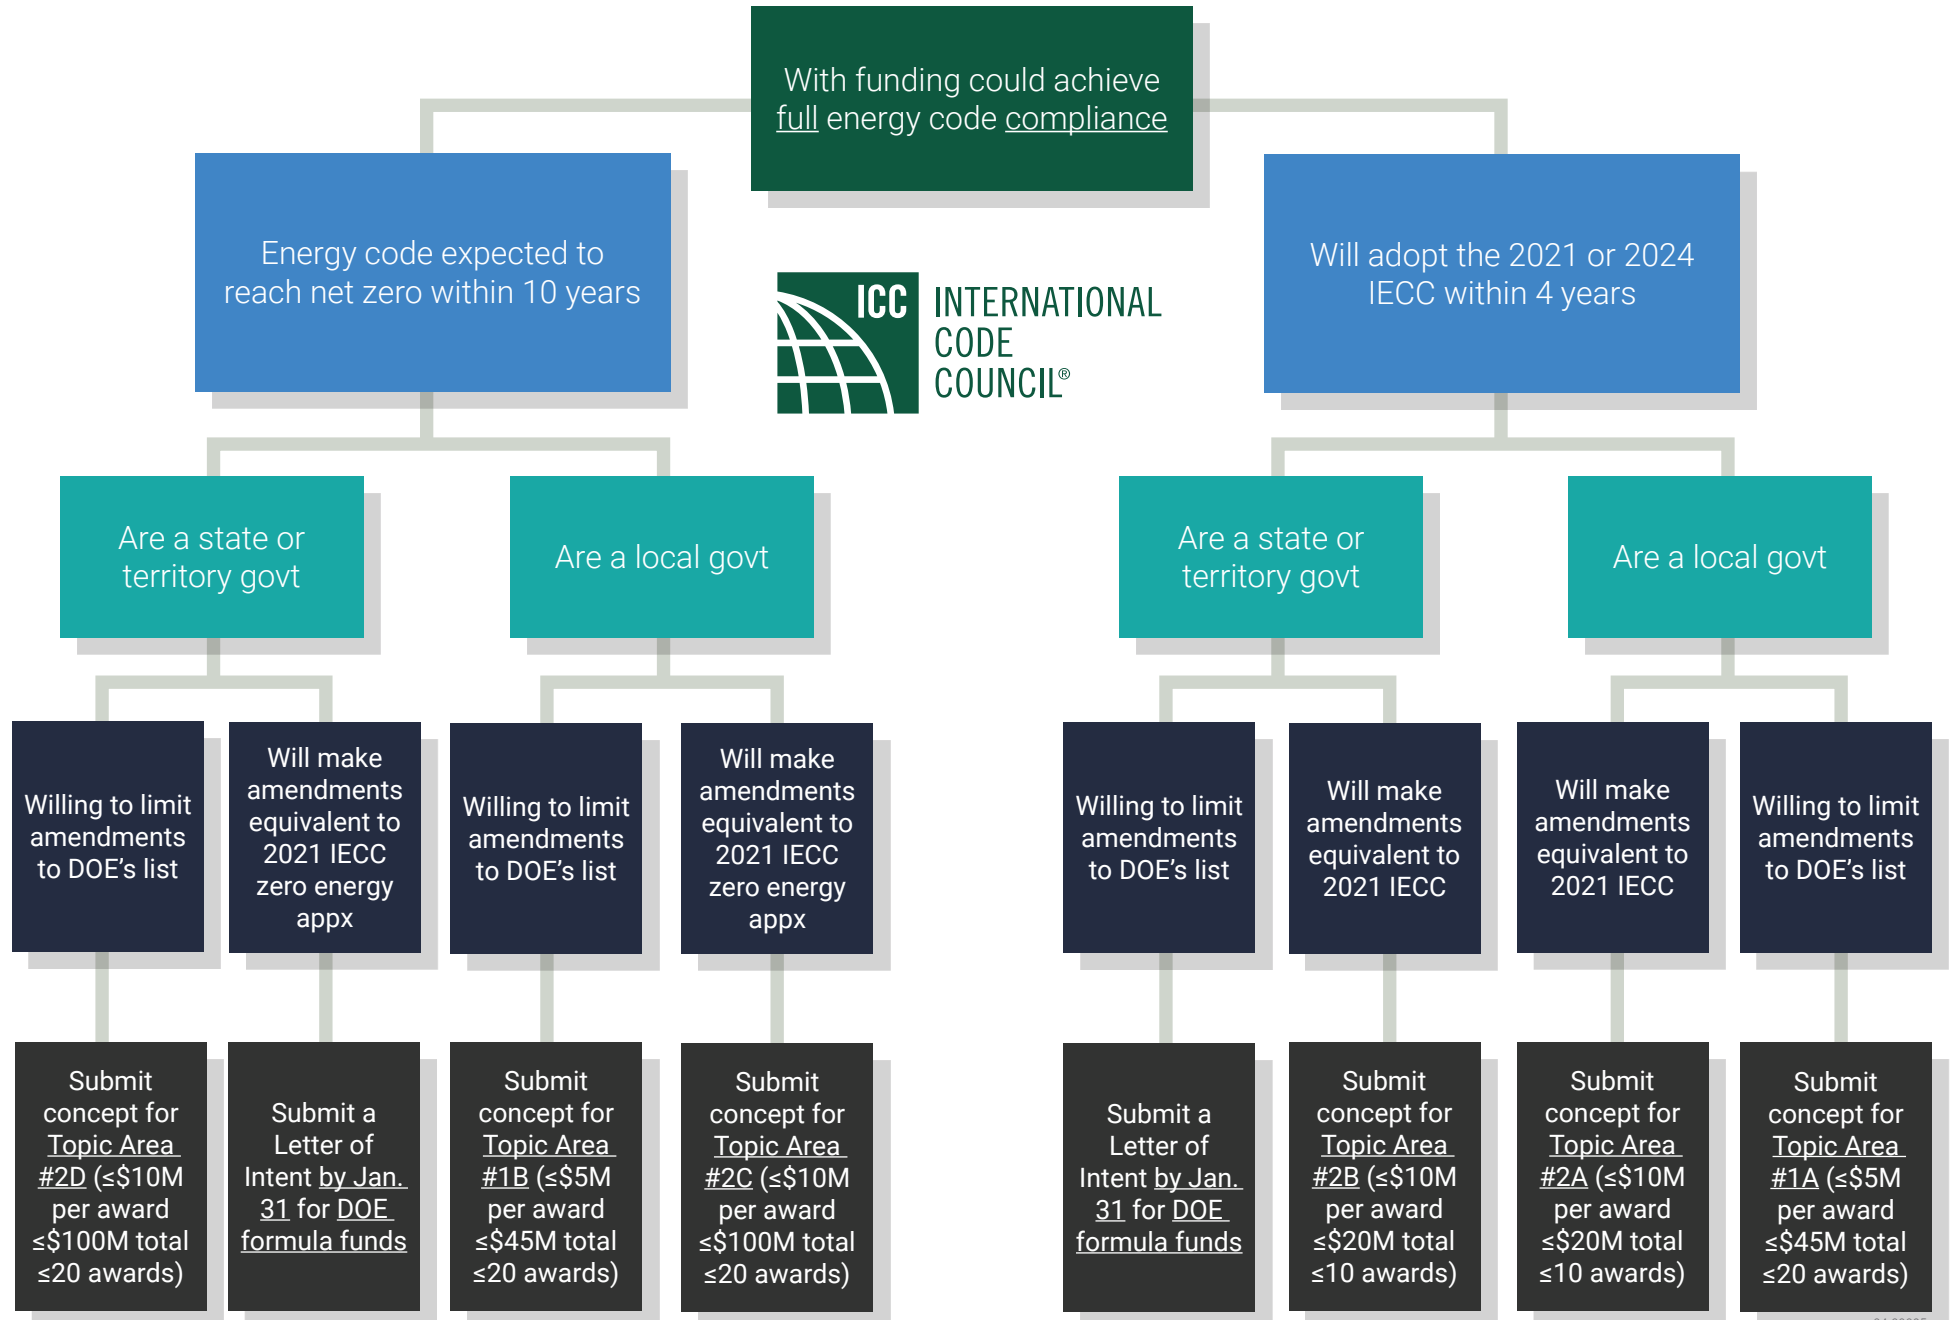 With funding could achieve
full energy code compliance
Energy code expected to
reach net zero within 10 years
ICC
INTERNATIONAL
CODE
COUNCIL®
Will adopt the 2021 or 2024
IECC within 4 years
Are a state or
territory govt
Are a local govt
Are a state or
territory govt
Are a local govt
Willing to limit
amendments
to DOE's list
Will make
amendments
equivalent to
2021 IECC
zero energy
appx
Willing to limit
amendments
to DOE's list
Will make
amendments
equivalent to
2021 IECC
zero energy
appx
Willing to limit
amendments
to DOE's list
Will make
amendments
equivalent to
2021 IECC
Will make
amendments
equivalent to
2021 IECC
Willing to limit
amendments
to DOE's list
Submit
concept for
Topic Area
#2D (≤$10M
per award
≤$100M total
≤20 awards)
Submit a
Letter of
Intent by Jan.
31 for DOE
formula funds
Submit
concept for
Topic Area
#1B (≤$5M
per award
≤$45M total
≤20 awards)
Submit
concept for
Topic Area
#2C (≤$10M
per award
≤$100M total
≤20 awards)
Submit a
Letter of
Intent by Jan.
31 for DOE
formula funds
Submit
concept for
Topic Area
#2B (≤$10M
per award
≤$20M total
≤10 awards)
Submit
concept for
Topic Area
#2A (≤$10M
per award
≤$20M total
≤10 awards)
Submit
concept for
Topic Area
#1A (≤$5M
per award
≤$45M total
≤20 awards)